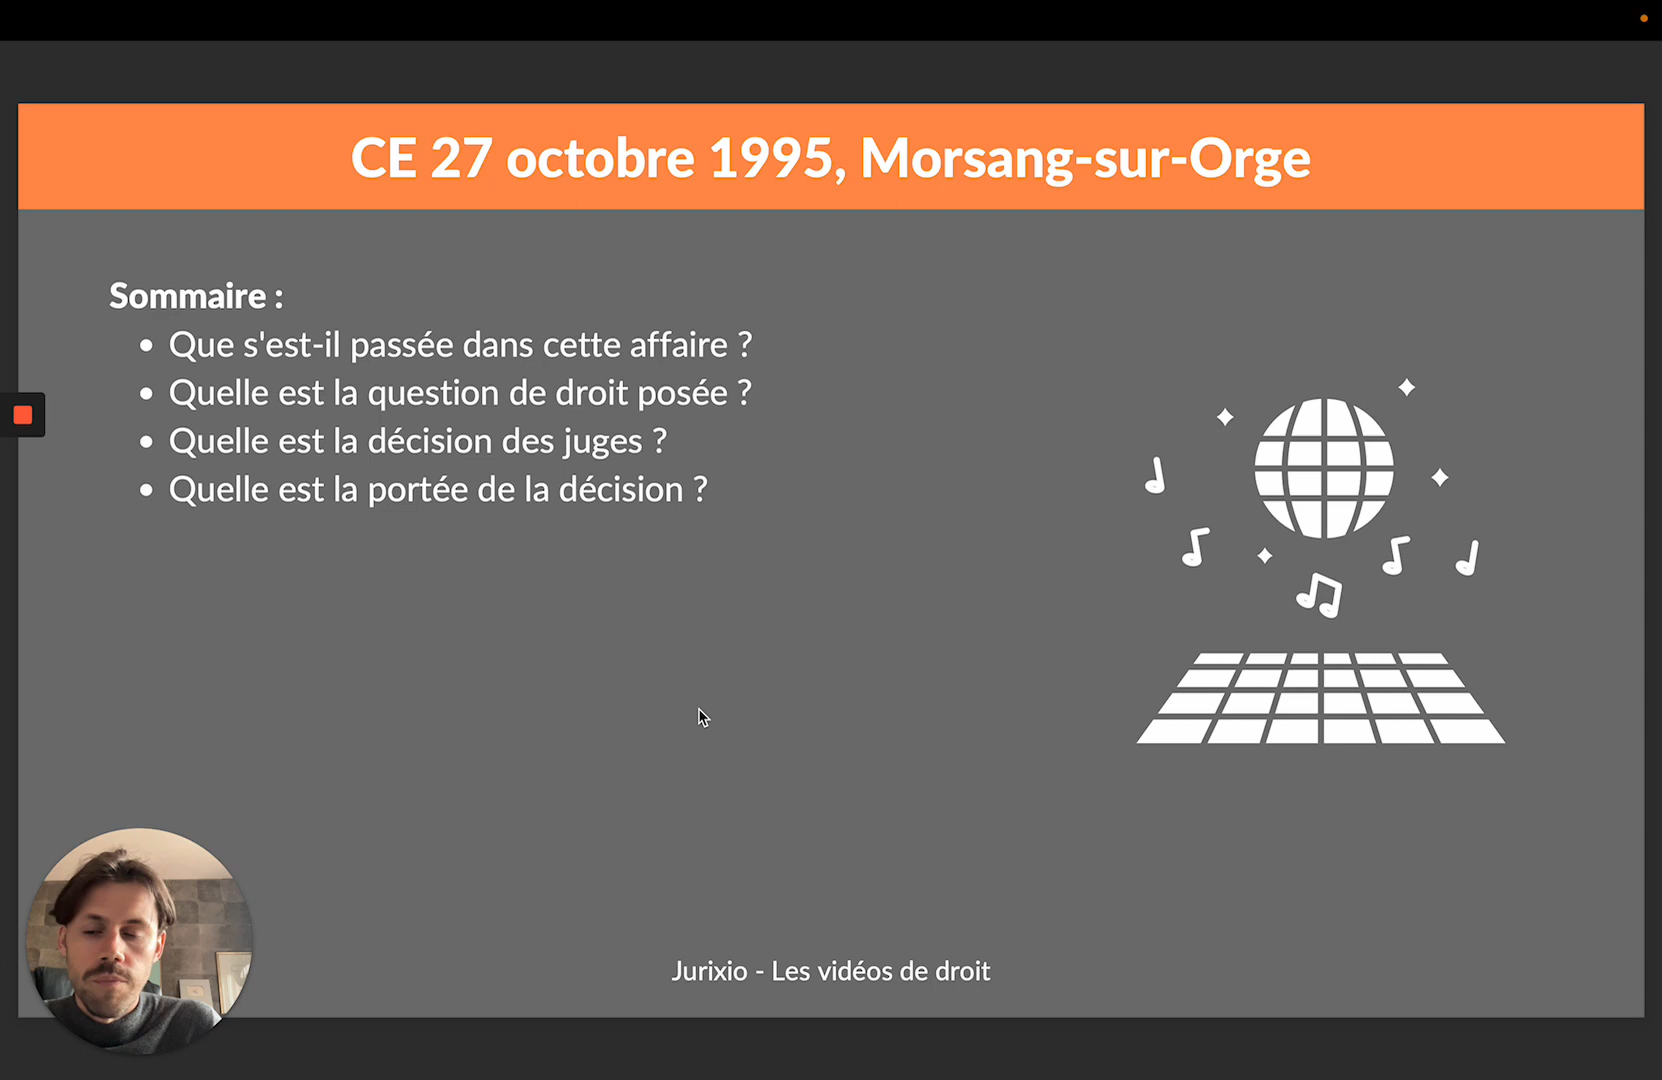 CE 27 octobre 1995, Morsang-sur-Orge
Sommaire :
• Que s'est-il passée dans cette affaire ?
• Quelle est la question de droit posée ?
• Quelle est la décision des juges ?
• Quelle est la portée de la décision ?
Jurixio - Les vidéos de droit